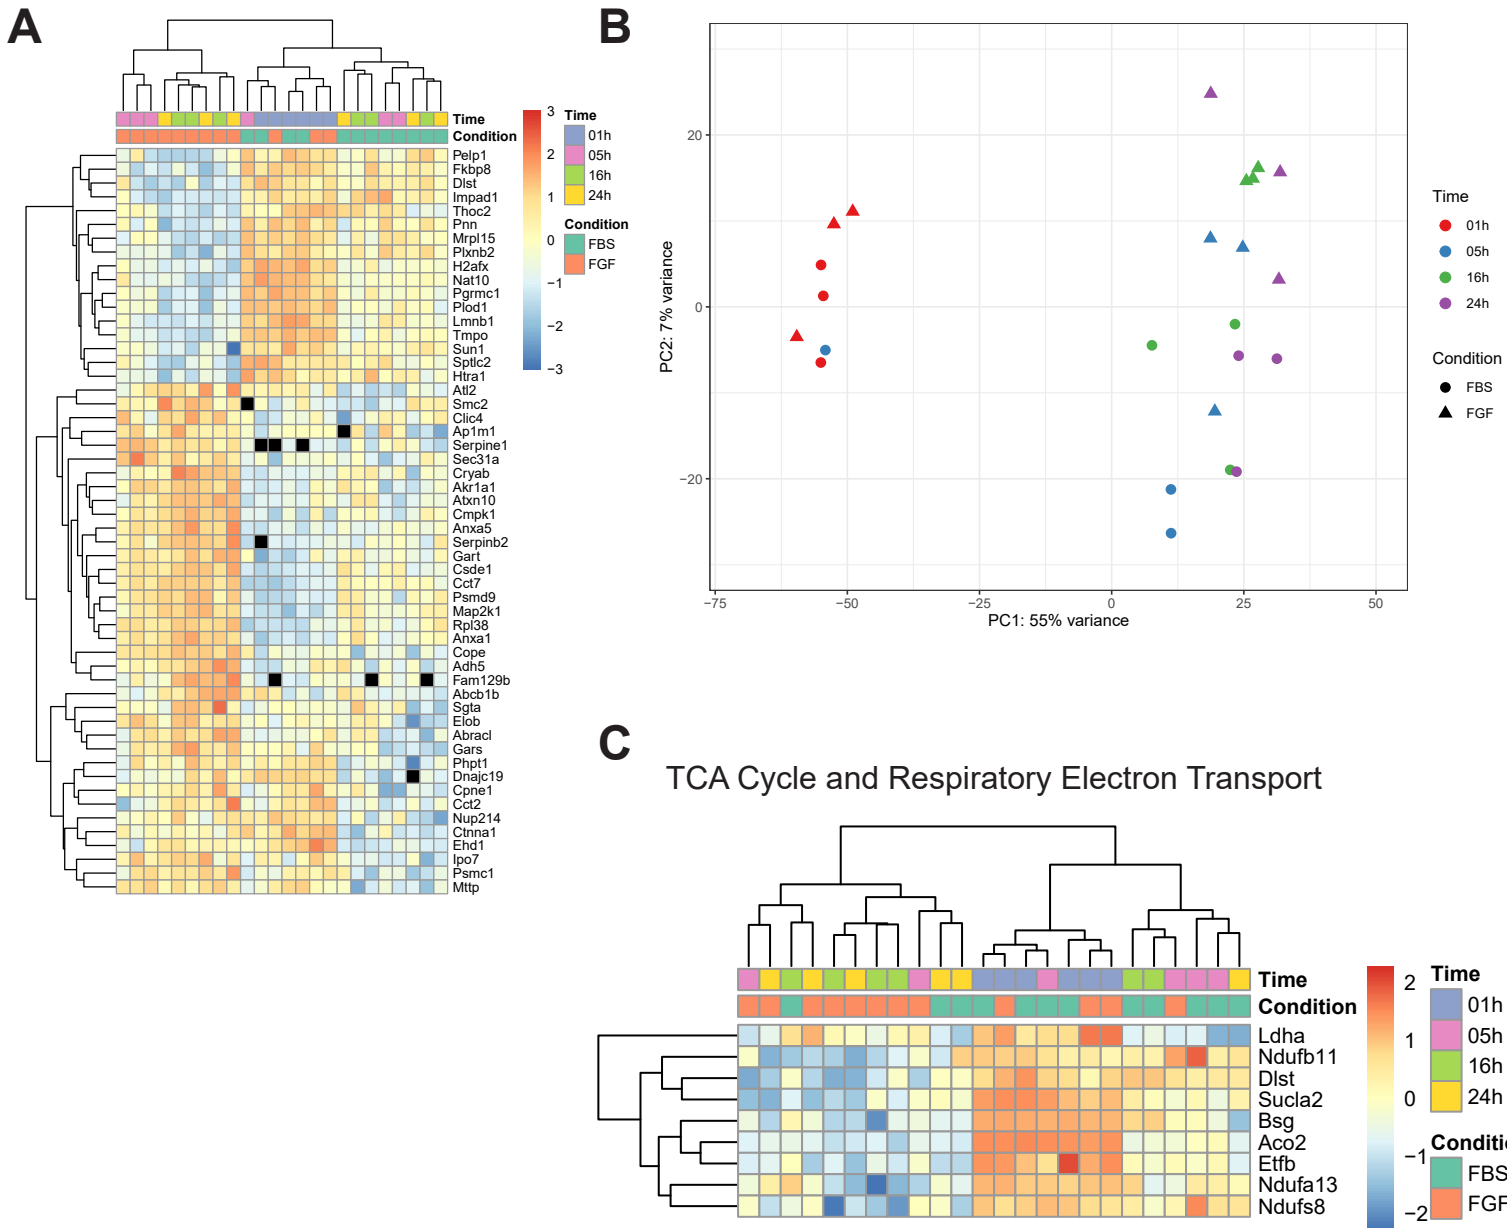 A
Time
Condition
Pelp1
Fkbp8
Dlst
Impad1
Thoc2
Pnn
Mrpl15
Plxnb2
H2afx
Nat10
Pgrmc1
Plod1
Lmnb1
Tmpo
Sun1
Sptlc2
Htra1
Atl2
Smc2
Clic4
Ap1m1
Serpine1
Sec31a
Cryab
Akr1a1
Atxn10
Cmpk1
Anxa5
Serpinb2
Gart
Csde1
Cct7
Psmd9
Map2k1
Rpl38
Anxa1
Cope
Adh5
Fam129b
Abcb1b
Sgta
Elob
Abracl
Gars
Phpt1
Dnajc19
Cpne1
Cct2
Nup214
Ctnna1
Ehd1
Ipo7
Psmc1
Mttp
3
2
1
0
−1
−2
−3
Time
01h
05h
16h
24h
Condition
FBS
FGF
B
PC2: 7% variance
20
0
−20
−75 −50 −25 0 25 50
PC1: 55% variance
Time
01h
05h
16h
24h
Condition
FBS
FGF
C
TCA Cycle and Respiratory Electron Transport
Time
Condition
Ldha
Ndufb11
Dlst
Sucla2
Bsg
Aco2
Etfb
Ndufa13
Ndufs8
2
1
0
−1
−2
Time
01h
05h
16h
24h
Conditio
FBS
FGF